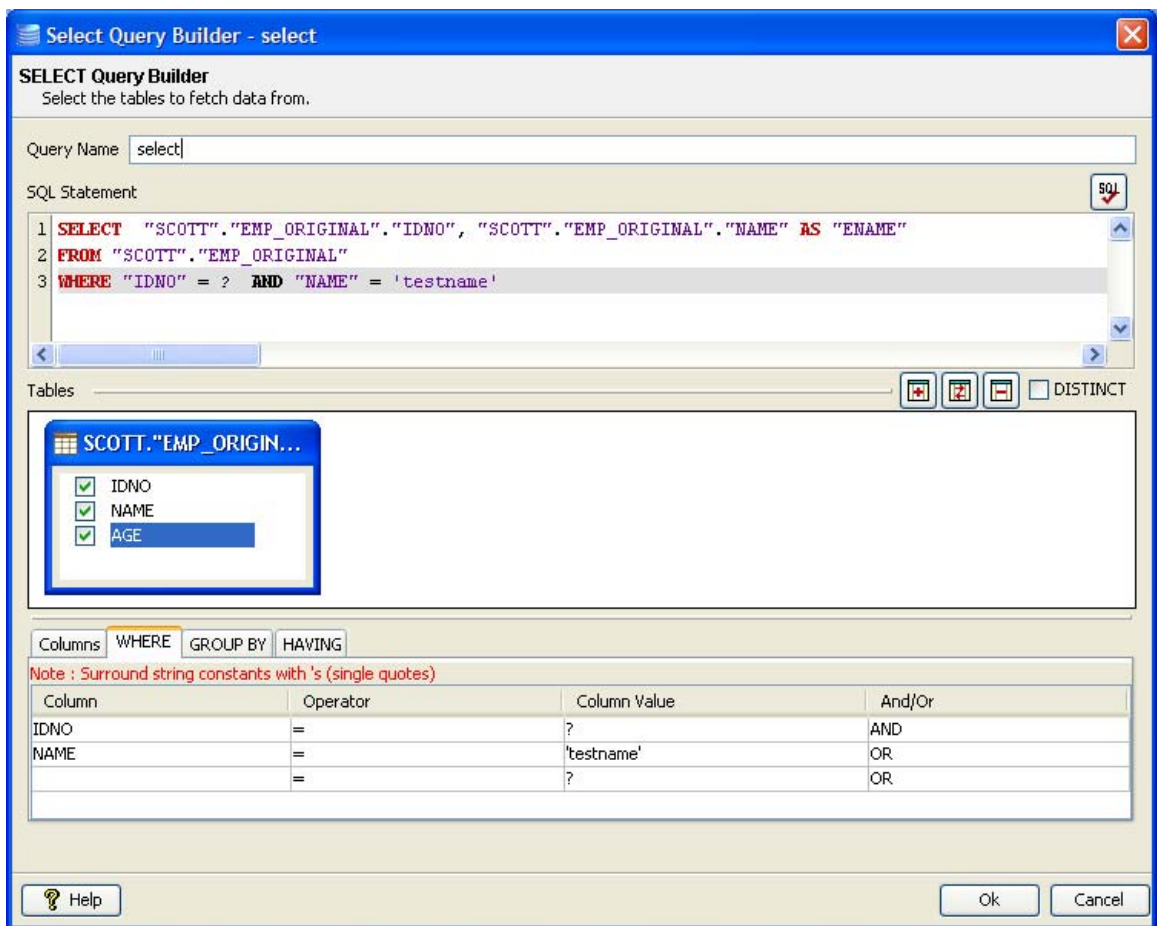 Select Query Builder - select
SELECT Query Builder
Select the tables to fetch data from.
Query Name select
SQL Statement
SQL
1 SELECT "SCOTT"."EMP_ORIGINAL"."IDNO", "SCOTT"."EMP_ORIGINAL"."NAME" AS "ENAME"
2 FROM "SCOTT"."EMP_ORIGINAL"
3 WHERE "IDNO" = ? AND "NAME" = 'testname'
Tables DISTINCT
SCOTT."EMP_ORIGIN...
IDNO
NAME
AGE
Columns WHERE GROUP BY HAVING
Note : Surround string constants with 's (single quotes)
Column Operator Column Value And/Or
IDNO = ? AND
NAME = 'testname' OR
= ? OR
Help Ok Cancel